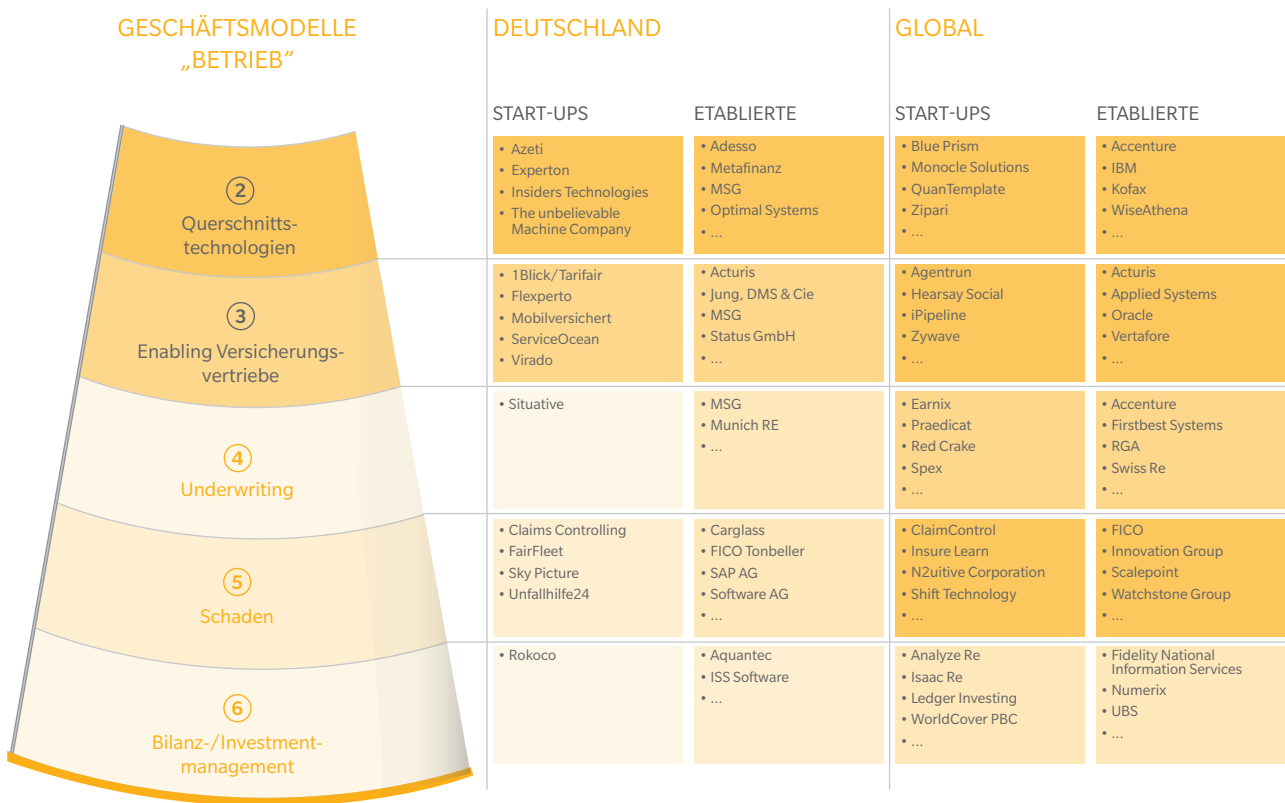 GESCHÄFTSMODELLE
„BETRIEB”
DEUTSCHLAND
GLOBAL
START-UPS
ETABLIERTE
START-UPS
ETABLIERTE
2
Querschnitts-
technologien
• Azeti
• Experton
• Insiders Technologies
• The unbelievable
Machine Company
• Adesso
• Metafinanz
• MSG
• Optimal Systems
• ...
• Blue Prism
• Monocle Solutions
• QuanTemplate
• Zipari
• ...
• Accenture
• IBM
• Kofax
• WiseAthena
• ...
3
Enabling Versicherungs-
vertriebe
• 1Blick/Tarifair
• Flexperto
• Mobilversichert
• ServiceOcean
• Virado
• Acturis
• Jung, DMS & Cie
• MSG
• Status GmbH
• ...
• Agentrun
• Hearsay Social
• iPipeline
• Zywave
• ...
• Acturis
• Applied Systems
• Oracle
• Vertafore
• ...
4
Underwriting
• Situative
• MSG
• Munich RE
• ...
• Earnix
• Praedicat
• Red Crake
• Spex
• ...
• Accenture
• Firstbest Systems
• RGA
• Swiss Re
• ...
5
Schaden
• Claims Controlling
• FairFleet
• Sky Picture
• Unfallhilfe24
• Carglass
• FICO Tonbeller
• SAP AG
• Software AG
• ...
• ClaimControl
• Insure Learn
• N2uitive Corporation
• Shift Technology
• ...
• FICO
• Innovation Group
• Scalepoint
• Watchstone Group
• ...
6
Bilanz-/Investment-
management
• Rokoco
• Aquantec
• ISS Software
• ...
• Analyze Re
• Isaac Re
• Ledger Investing
• WorldCover PBC
• ...
• Fidelity National
Information Services
• Numerix
• UBS
• ...